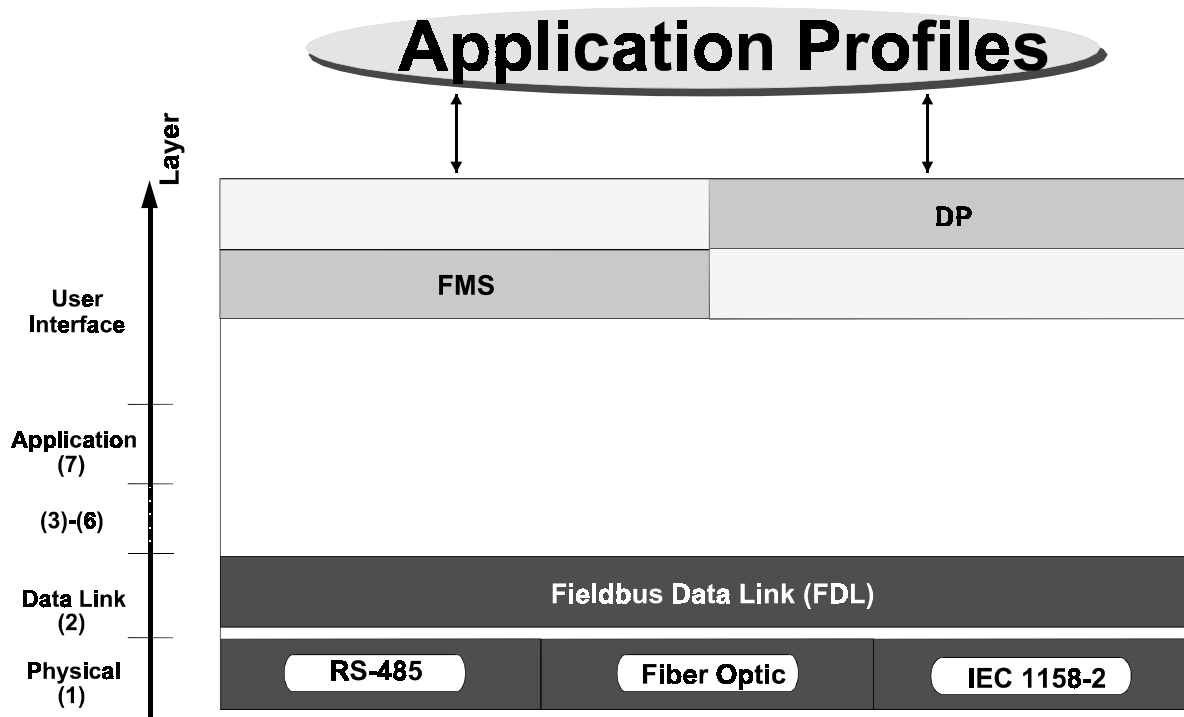 Application Profiles
Layer
DP
FMS
User
Interface
Application
(7)
(3)-(6)
Data Link
(2)
Fieldbus Data Link (FDL)
Physical
(1)
RS-485
Fiber Optic
IEC 1158-2